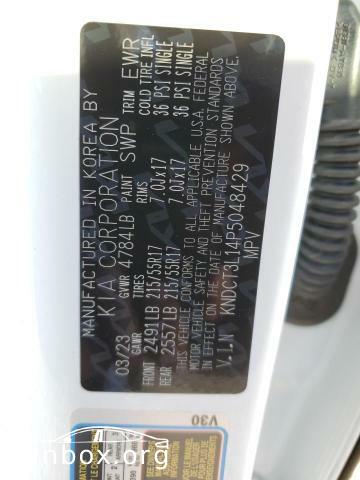 MANUFACTURED IN KOREA BY
KIA CORPORATION
03/23 GVWR 4784LB PAINT SWP TRIM EWR
TIRES RIMS COLD TIRE INFL
FRONT 2491LB 215/55R17 7.0Jx17 36 PSI SINGLE
REAR 2557LB 215/55R17 7.0Jx17 36 PSI SINGLE
THIS VEHICLE CONFORMS TO ALL APPLICABLE U.S.A. FEDERAL
MOTOR VEHICLE SAFETY AND THEFT PREVENTION STANDARDS
IN EFFECT ON THE DATE OF MANUFACTURE SHOWN ABOVE.
V.I.N KNDCT3L14P5048429
MPV
V30
INFORMATION
inbox.org